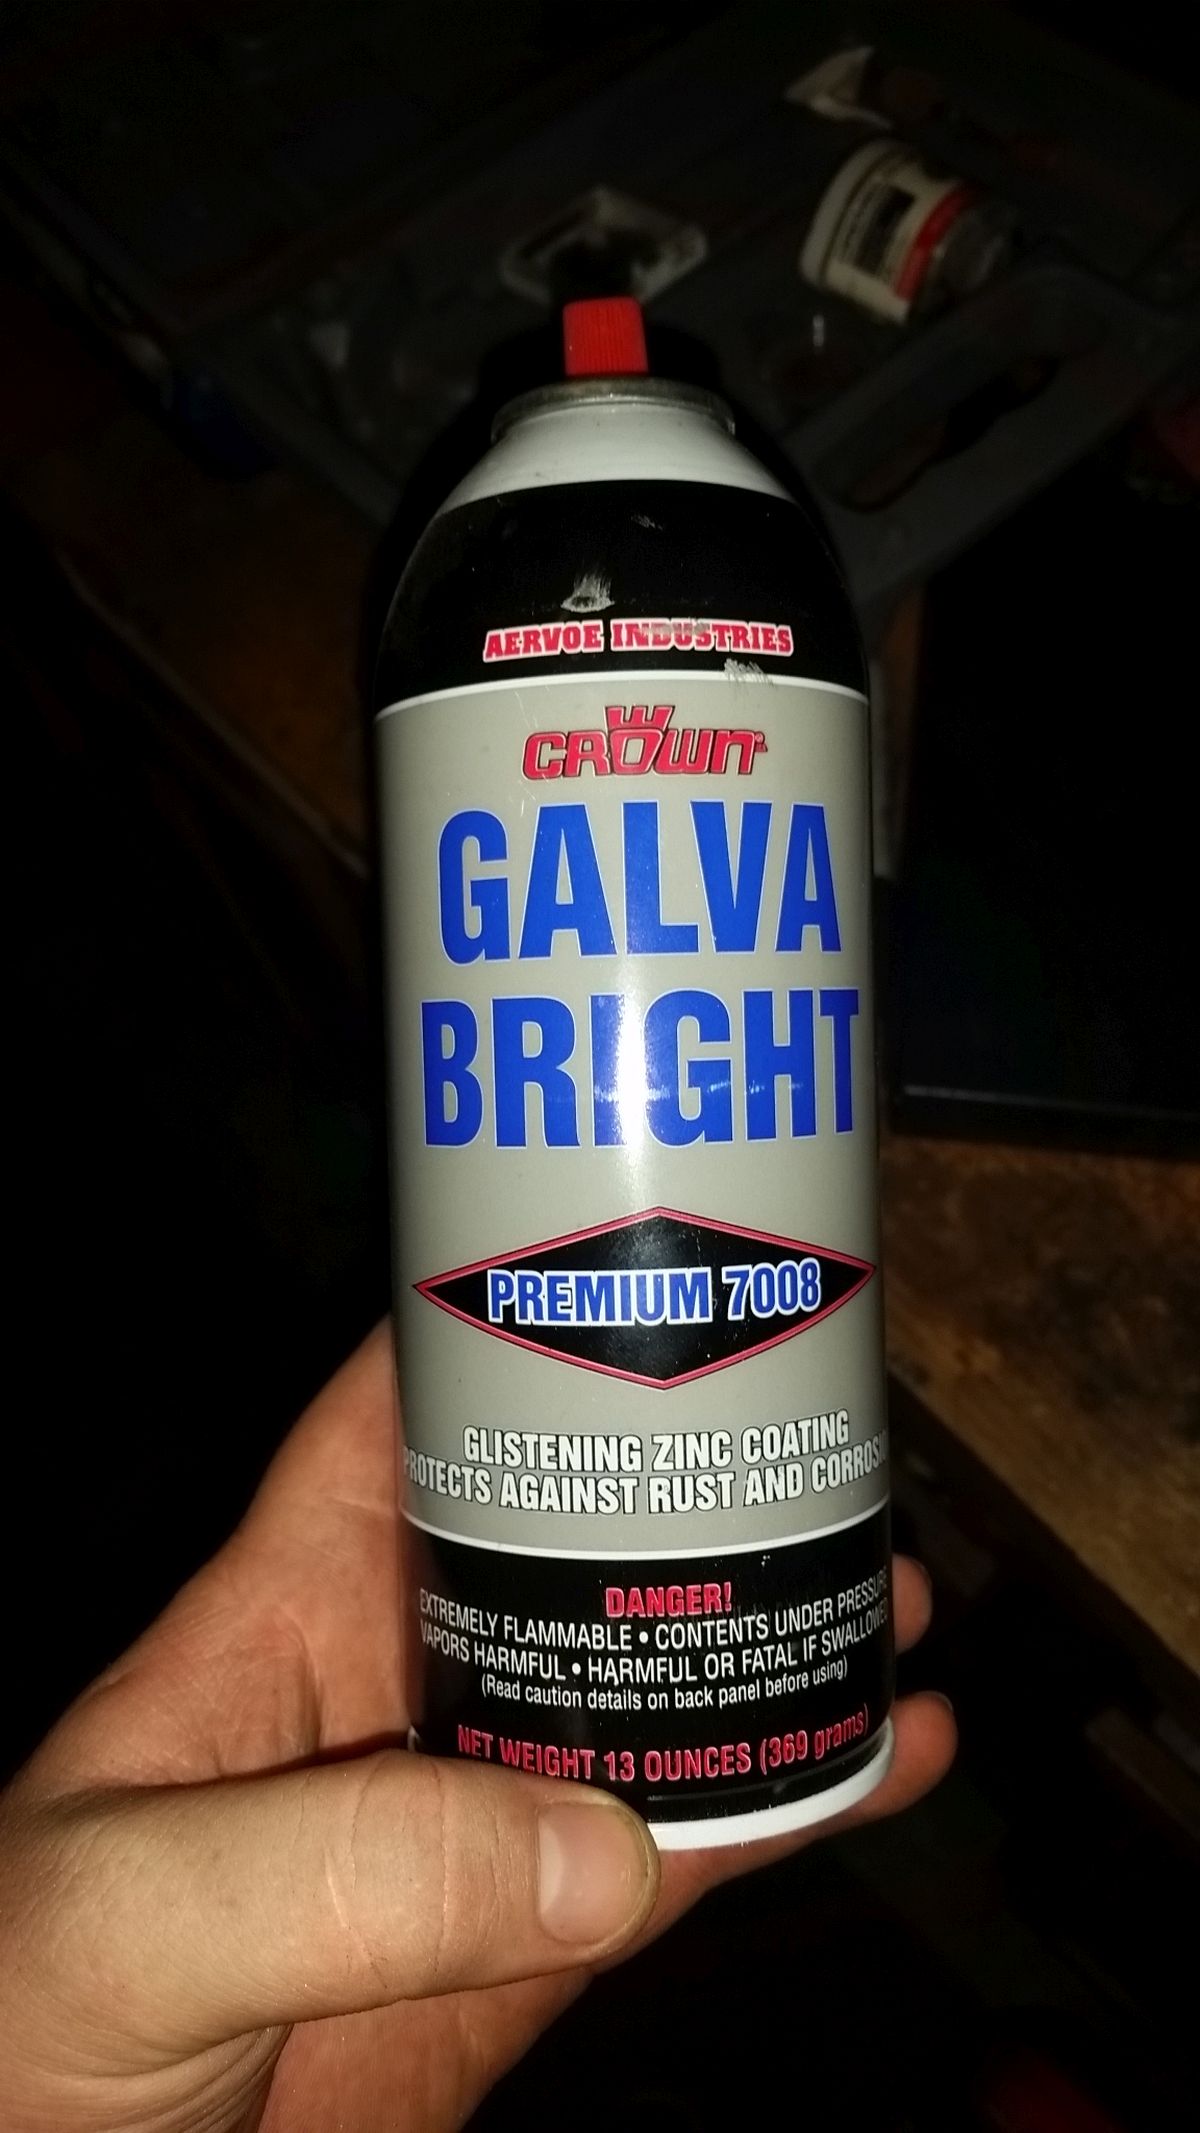 AERVOE INDUSTRIES
CROWN®
GALVA
BRIGHT
PREMIUM 7008
GLISTENING ZINC COATING
PROTECTS AGAINST RUST AND
DANGER!
EXTREMELY FLAMMABLE • CONTENTS UNDER PRESSURE
VAPORS HARMFUL • HARMFUL OR FATAL IF SWALLOWED
(Read caution details on back panel before using)
NET WEIGHT 13 OUNCES (369 grams)